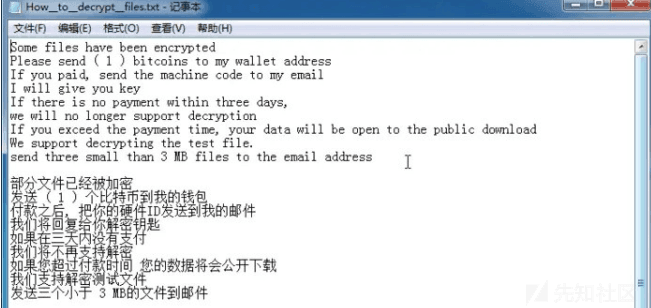 How__to__decrypt__files.txt - 记事本
文件(F) 编辑(E) 格式(O) 查看(V) 帮助(H)
Some files have been encrypted
Please send ( 1 ) bitcoins to my wallet address
If you paid, send the machine code to my email
I will give you key
If there is no payment within three days,
we will no longer support decryption
If you exceed the payment time, your data will be open to the public download
We support decrypting the test file.
send three small than 3 MB files to the email address
部分文件已经被加密
发送 ( 1 ) 个比特币到我的钱包
付款之后, 把你的硬件ID发送到我的邮件
我们将回复给你解密钥匙
如果在三天内没有支付
我们将不再支持解密
如果您超过付款时间 您的数据将会公开下载
我们支持解密测试文件
发送三个小于 3 MB的文件到邮件
先知社区